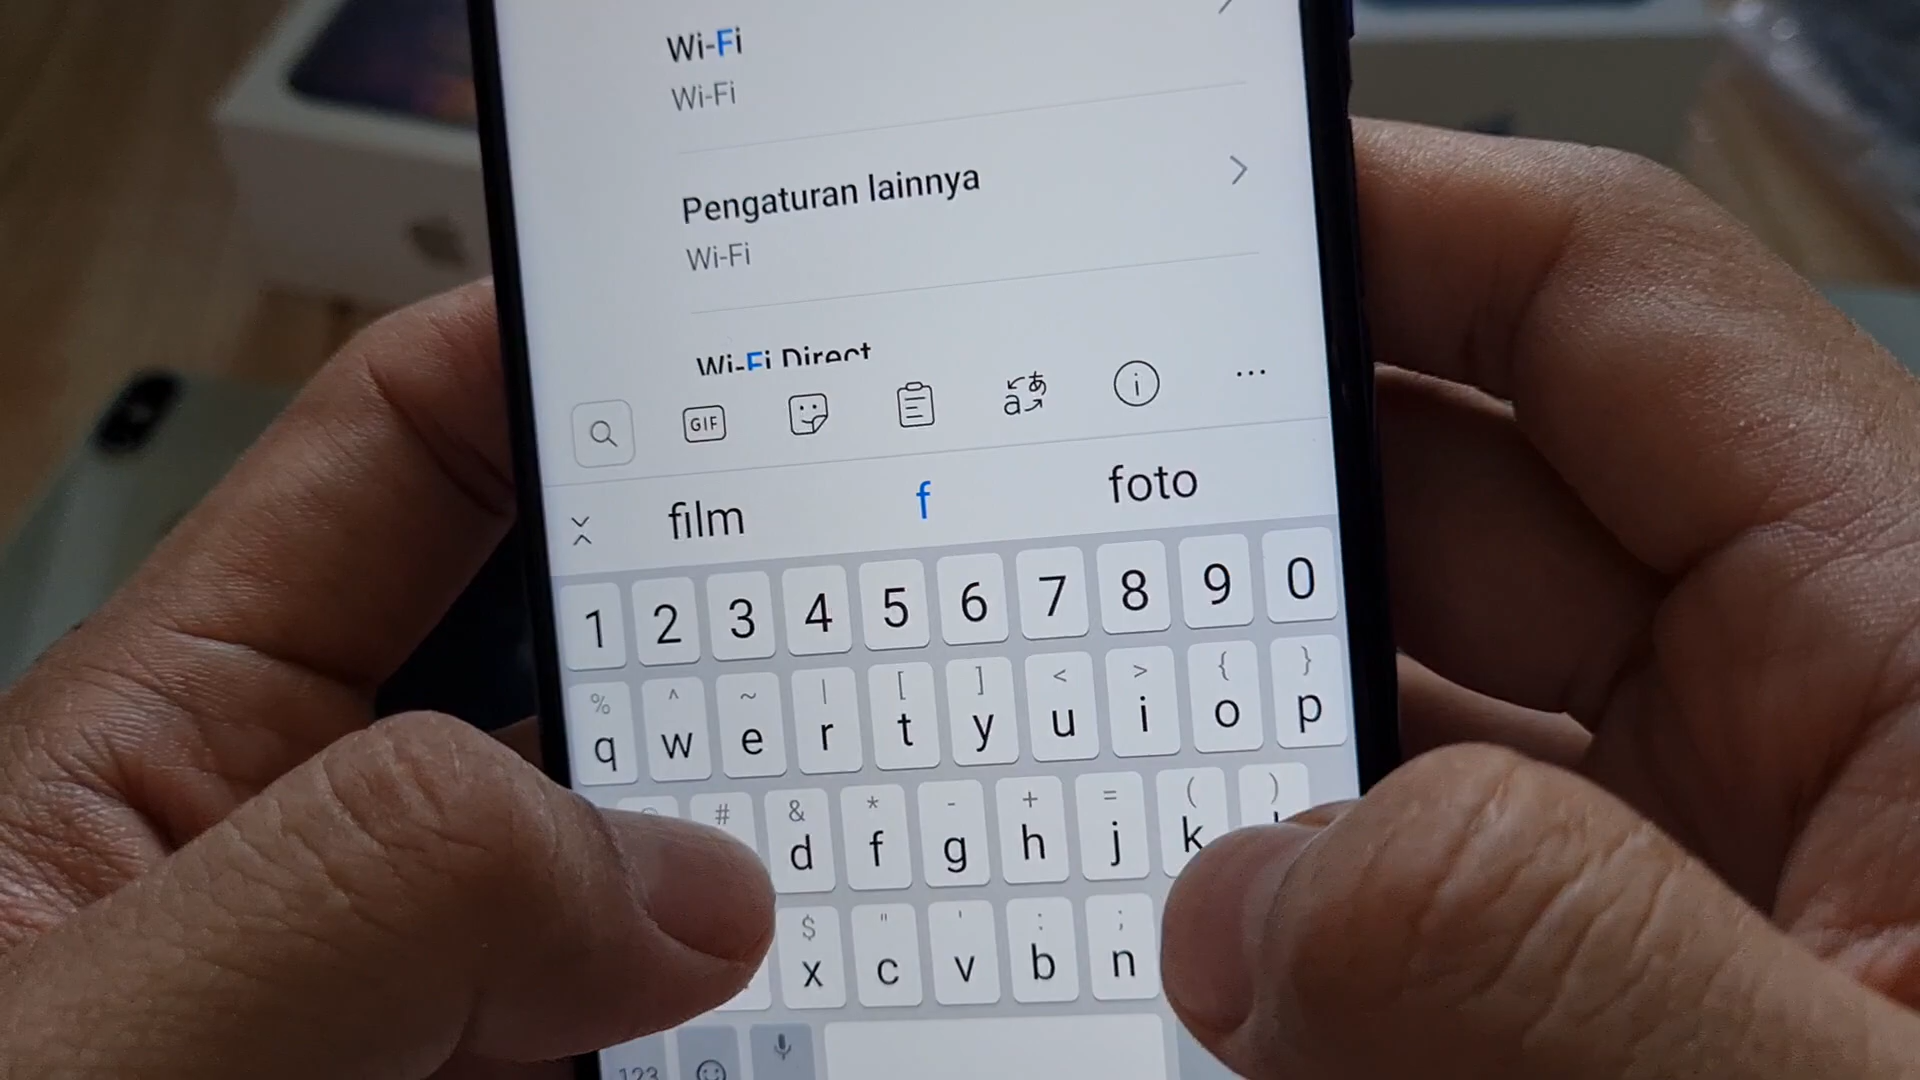 Wi-Fi
Wi-Fi
Pengaturan lainnya
Wi-Fi
Wi-Fi Direct
GIF
film f foto
1 2 3 4 5 6 7 8 9 0
% ^ ~ | [ ] < > { }
q w e r t y u i o p
# & * - + = ( )
d f g h j k
$ " ' : ;
x c v b n
123